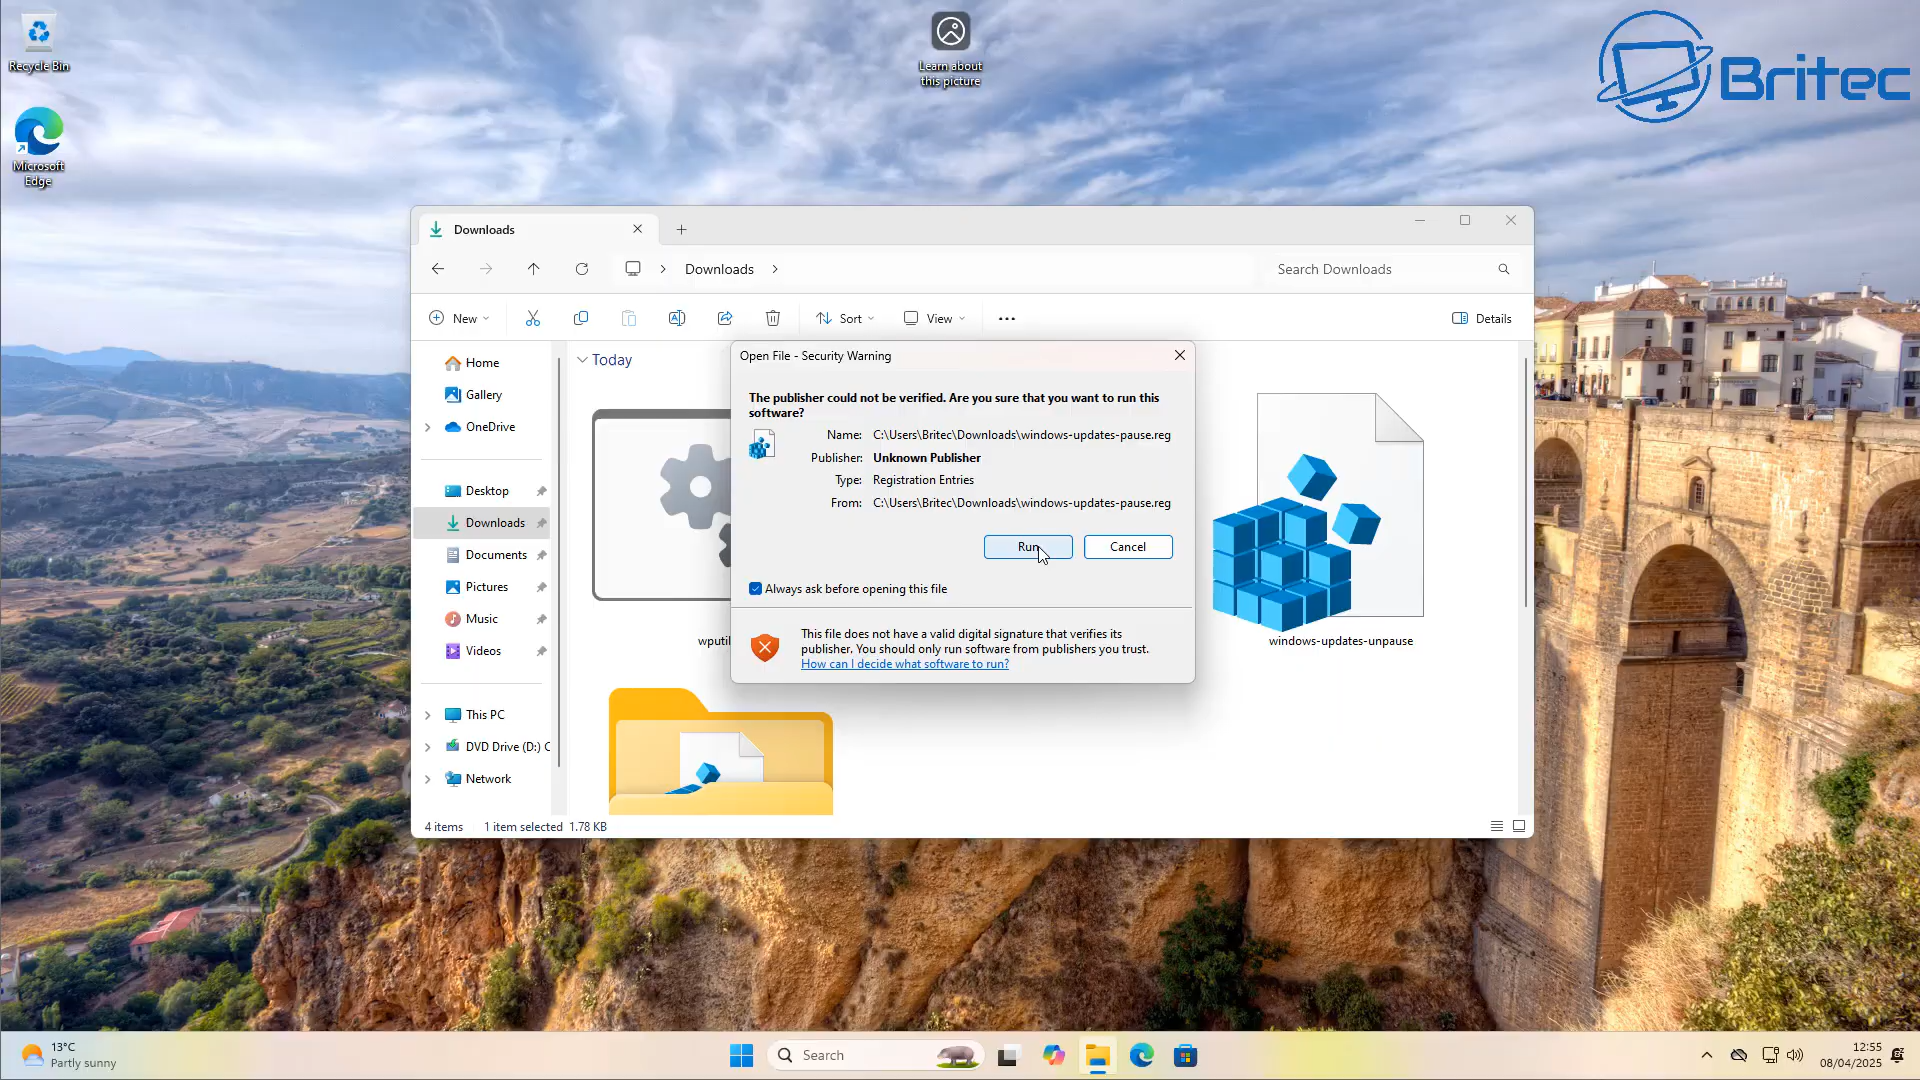 Recycle Bin
Microsoft
Edge
Learn about
this picture
Britec
Downloads
Downloads
Search Downloads
New
Sort
View
Details
Home
Gallery
OneDrive
Desktop
Downloads
Documents
Pictures
Music
Videos
This PC
DVD Drive (D:) C
Network
Today
wputil
windows-updates-unpause
Open File - Security Warning
The publisher could not be verified. Are you sure that you want to run this
software?
Name: C:\Users\Britec\Downloads\windows-updates-pause.reg
Publisher: Unknown Publisher
Type: Registration Entries
From: C:\Users\Britec\Downloads\windows-updates-pause.reg
Run
Cancel
Always ask before opening this file
This file does not have a valid digital signature that verifies its
publisher. You should only run software from publishers you trust.
How can I decide what software to run?
4 items
1 item selected 1.78 KB
13°C
Partly sunny
Search
12:55
08/04/2025